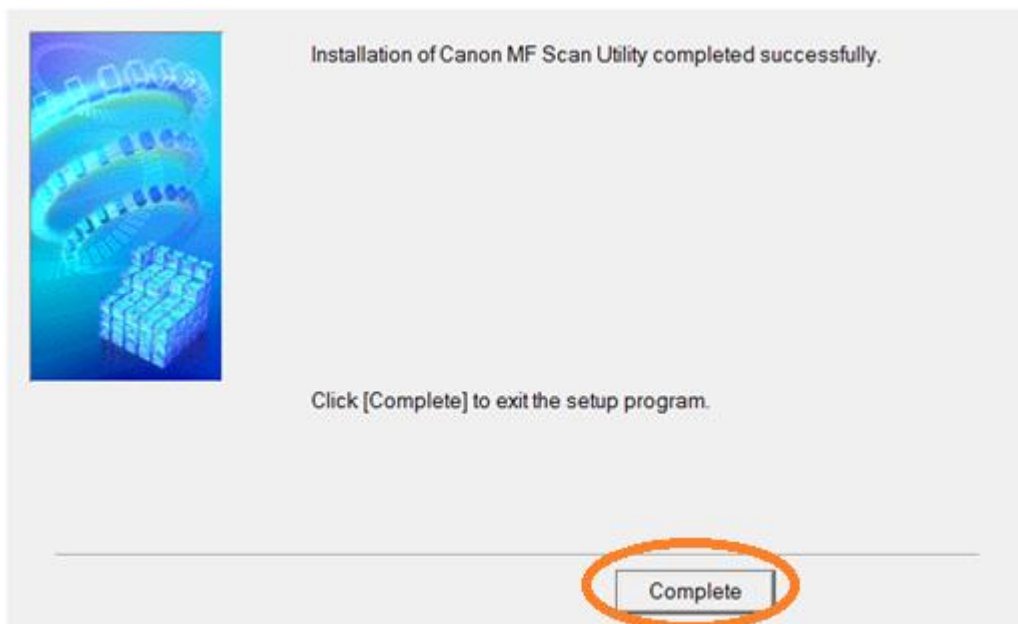 Installation of Canon MF Scan Utility completed successfully.
Click [Complete] to exit the setup program.
Complete